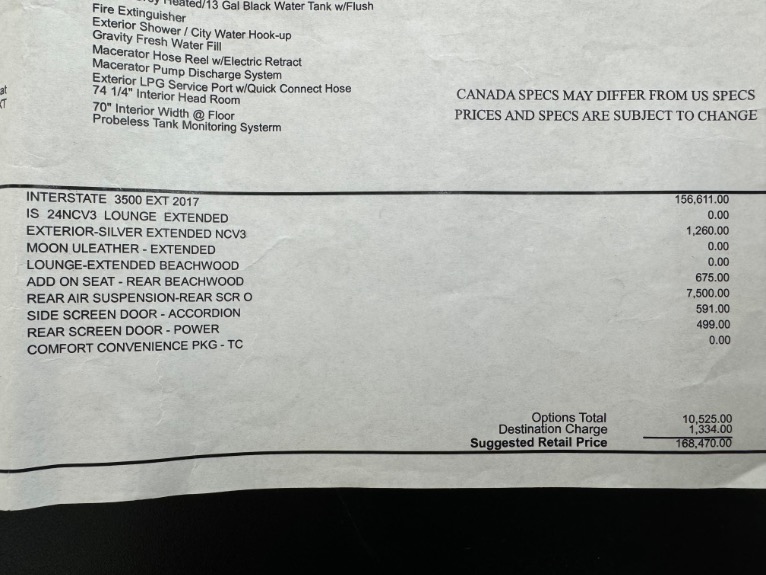 Heated/13 Gal Black Water Tank w/Flush
Fire Extinguisher
Exterior Shower / City Water Hook-up
Gravity Fresh Water Fill
Macerator Hose Reel w/Electric Retract
Macerator Pump Discharge System
Exterior LPG Service Port w/Quick Connect Hose
74 1/4" Interior Head Room
70" Interior Width @ Floor
Probeless Tank Monitoring Systerm
CANADA SPECS MAY DIFFER FROM US SPECS
PRICES AND SPECS ARE SUBJECT TO CHANGE
INTERSTATE 3500 EXT 2017 156,611.00
IS 24NCV3 LOUNGE EXTENDED 0.00
EXTERIOR-SILVER EXTENDED NCV3 1,260.00
MOON ULEATHER - EXTENDED 0.00
LOUNGE-EXTENDED BEACHWOOD 0.00
ADD ON SEAT - REAR BEACHWOOD 675.00
REAR AIR SUSPENSION-REAR SCR O 7,500.00
SIDE SCREEN DOOR - ACCORDION 591.00
REAR SCREEN DOOR - POWER 499.00
COMFORT CONVENIENCE PKG - TC 0.00
Options Total 10,525.00
Destination Charge 1,334.00
Suggested Retail Price 168,470.00